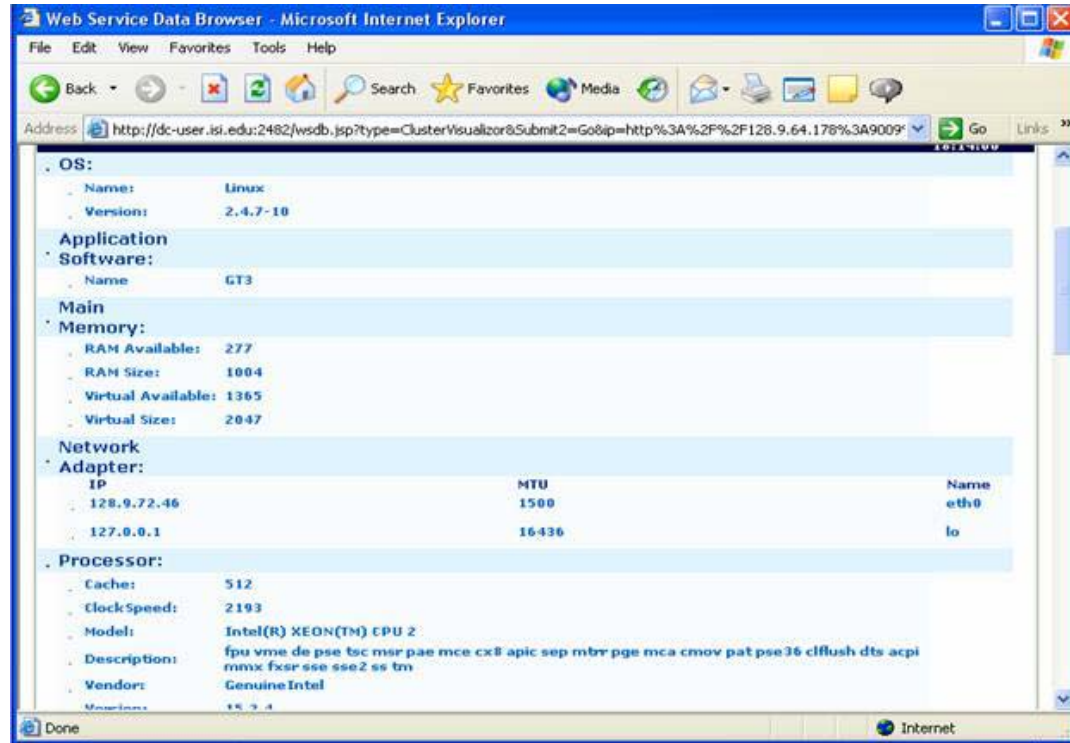 Web Service Data Browser - Microsoft Internet Explorer
File Edit View Favorites Tools Help
Back Search Favorites Media
Address http://dc-user.isi.edu:2482/wsdb.jsp?type=ClusterVisualizor&Submit2=Go&ip=http%3A%2F%2F128.9.64.178%3A9009 Go Links »
OS:
Name: Linux
Version: 2.4.7-10
Application
Software:
Name GT3
Main
Memory:
RAM Available: 277
RAM Size: 1004
Virtual Available: 1365
Virtual Size: 2047
Network
Adapter:
IP MTU Name
128.9.72.46 1500 eth0
127.0.0.1 16436 lo
Processor:
Cache: 512
ClockSpeed: 2193
Model: Intel(R) XEON(TM) CPU 2
Description: fpu vme de pse tsc msr pae mce cx8 apic sep mtrr pge mca cmov pat pse36 clflush dts acpi
mmx fxsr sse sse2 ss tm
Vendor: GenuineIntel
Done Internet